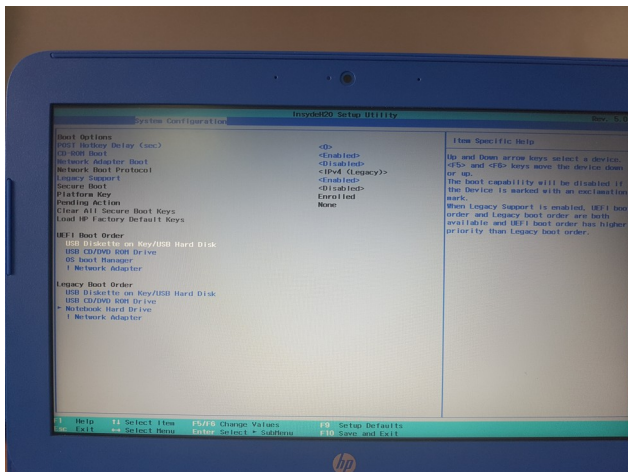 InsydeH20 Setup Utility Rev. 5.0
System Configuration
Boot Options
POST Hotkey Delay (sec) <0>
CD-ROM Boot <Enabled>
Network Adapter Boot <Disabled>
Network Boot Protocol <IPv4 (Legacy)>
Legacy Support <Enabled>
Secure Boot <Disabled>
Platform Key Enrolled
Pending Action None
Clear All Secure Boot Keys
Load HP Factory Default Keys
UEFI Boot Order
USB Diskette on Key/USB Hard Disk
USB CD/DVD ROM Drive
OS boot Manager
! Network Adapter
Legacy Boot Order
USB Diskette on Key/USB Hard Disk
USB CD/DVD ROM Drive
▸ Notebook Hard Drive
! Network Adapter
Item Specific Help
Up and Down arrow keys select a device.
<F5> and <F6> keys move the device down
or up.
The boot capability will be disabled if
the Device is marked with an exclamation
mark.
When Legacy Support is enabled, UEFI boo
order and Legacy boot order are both
available and UEFI boot order has higher
priority than Legacy boot order.
Help ↑↓ Select Item F5/F6 Change Values F9 Setup Defaults
Exit ↔ Select Menu Enter Select ▸ SubMenu F10 Save and Exit
hp